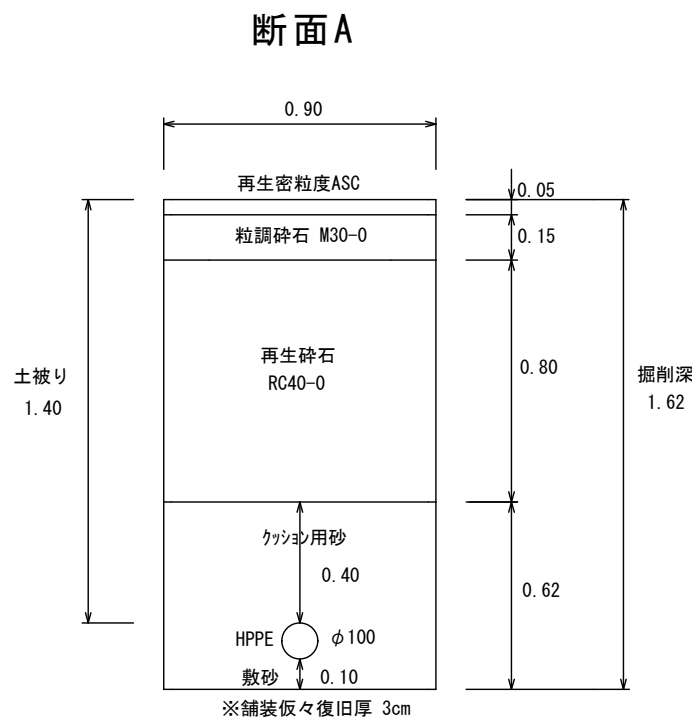 断面A
0.90
再生密粒度ASC
0.05
粒調砕石 M30-0
0.15
再生砕石
RC40-0
0.80
土被り
1.40
掘削深
1.62
ｸｯｼｮﾝ用砂
0.40
0.62
HPPE
φ100
敷砂
0.10
※舗装仮々復旧厚 3cm